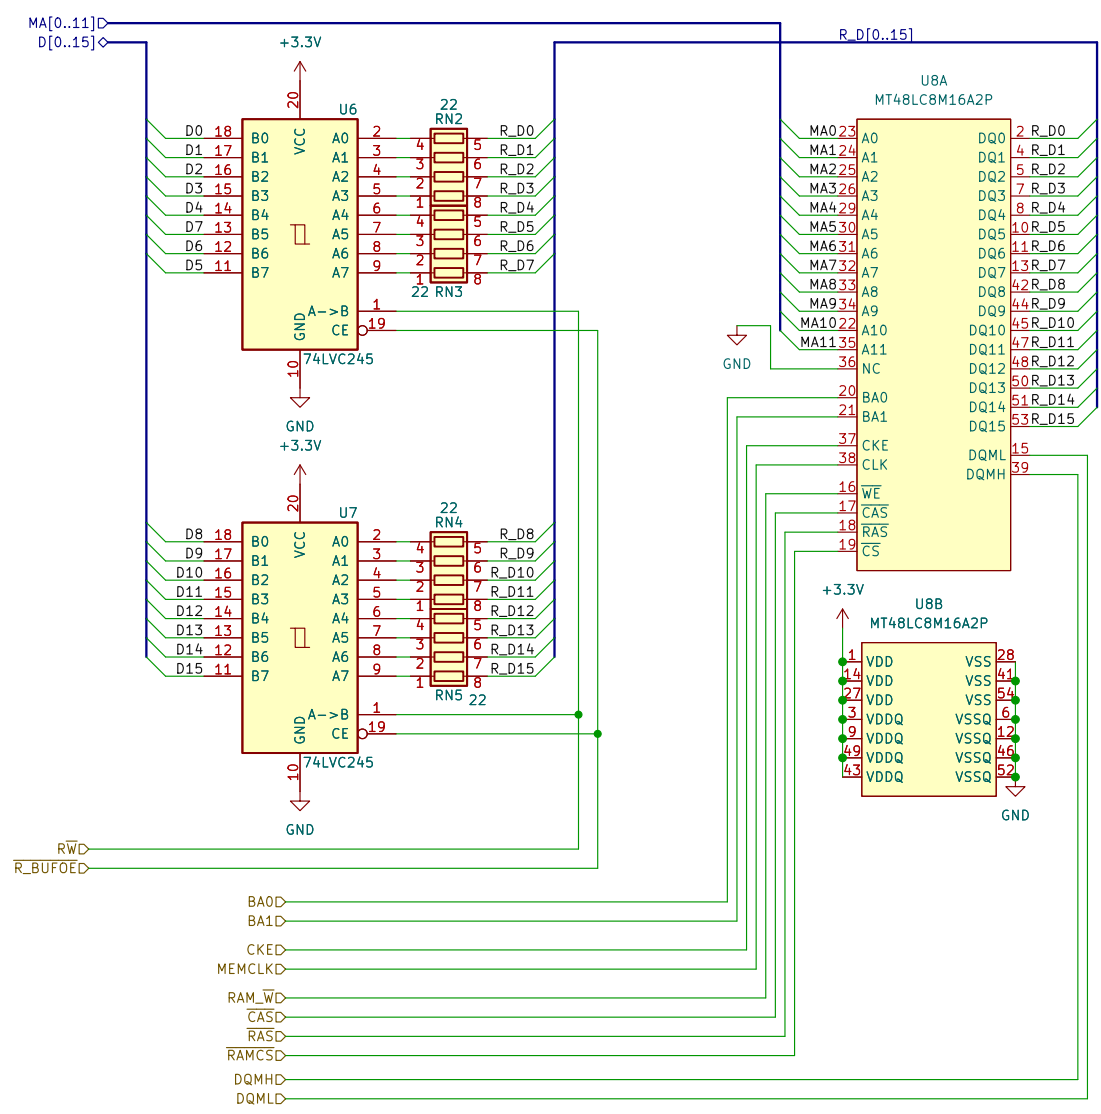 MA[0..11]
D[0..15]
R_D[0..15]
+3.3V
20
U6
VCC
22
RN2
D0 18 B0 A0 2 4 5 R_D0
D1 17 B1 A1 3 3 6 R_D1
D2 16 B2 A2 4 2 7 R_D2
D3 15 B3 A3 5 1 8 R_D3
D4 14 B4 A4 6 4 5 R_D4
D7 13 B5 A5 7 3 6 R_D5
D6 12 B6 A6 8 2 7 R_D6
D5 11 B7 A7 9 1 8 R_D7
22 RN3
A->B 1
CE 19
GND
10
74LVC245
GND
+3.3V
20
U7
VCC
22
RN4
D8 18 B0 A0 2 4 5 R_D8
D9 17 B1 A1 3 3 6 R_D9
D10 16 B2 A2 4 2 7 R_D10
D11 15 B3 A3 5 1 8 R_D11
D12 14 B4 A4 6 4 5 R_D12
D13 13 B5 A5 7 3 6 R_D13
D14 12 B6 A6 8 2 7 R_D14
D15 11 B7 A7 9 1 8 R_D15
RN5 22
A->B 1
CE 19
GND
10
74LVC245
GND
U8A
MT48LC8M16A2P
MA0 23 A0 DQ0 2 R_D0
MA1 24 A1 DQ1 4 R_D1
MA2 25 A2 DQ2 5 R_D2
MA3 26 A3 DQ3 7 R_D3
MA4 29 A4 DQ4 8 R_D4
MA5 30 A5 DQ5 10 R_D5
MA6 31 A6 DQ6 11 R_D6
MA7 32 A7 DQ7 13 R_D7
MA8 33 A8 DQ8 42 R_D8
MA9 34 A9 DQ9 44 R_D9
MA10 22 A10 DQ10 45 R_D10
MA11 35 A11 DQ11 47 R_D11
GND
36 NC DQ12 48 R_D12
DQ13 50 R_D13
20 BA0 DQ14 51 R_D14
21 BA1 DQ15 53 R_D15
37 CKE DQML 15
38 CLK DQMH 39
16 WE
17 CAS
18 RAS
19 CS
+3.3V
U8B
MT48LC8M16A2P
1 VDD VSS 28
14 VDD VSS 41
27 VDD VSS 54
3 VDDQ VSSQ 6
9 VDDQ VSSQ 12
49 VDDQ VSSQ 46
43 VDDQ VSSQ 52
GND
RW
R_BUFOE
BA0
BA1
CKE
MEMCLK
RAM_W
CAS
RAS
RAMCS
DQMH
DQML